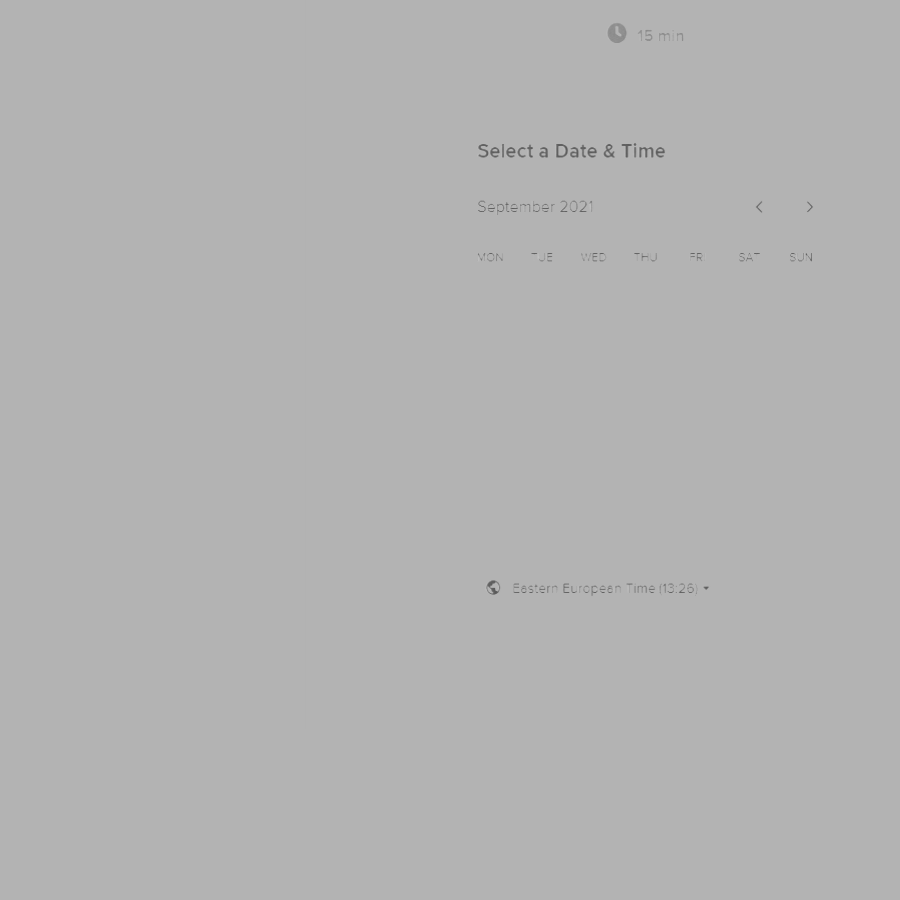 15 min
Select a Date & Time
September 2021
MON TUE WED THU FRI SAT SUN
Eastern European Time (13:26)